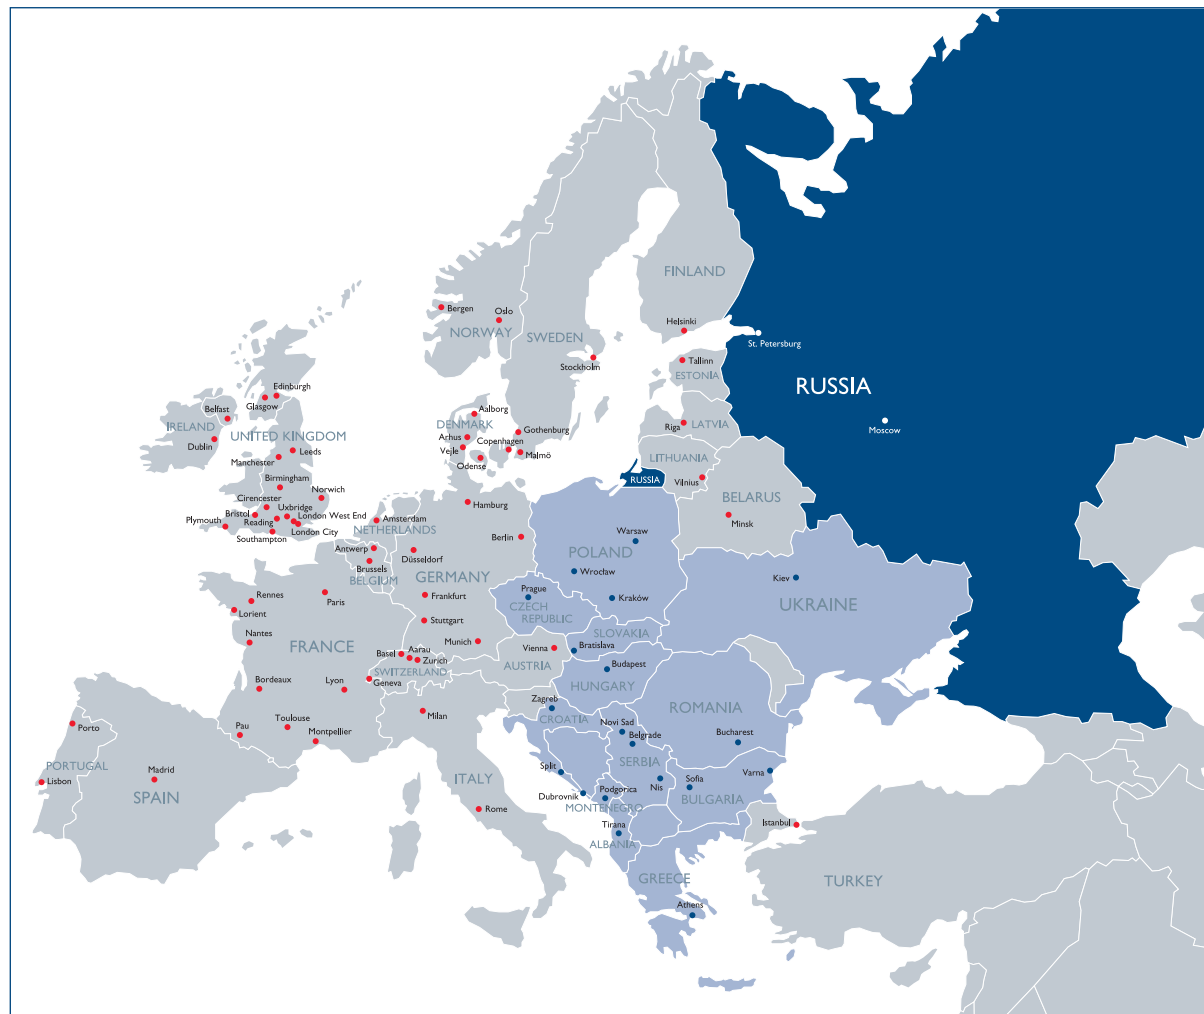 FINLAND
Bergen
Oslo
NORWAY
SWEDEN
Helsinki
St. Petersburg
Stockholm
Tallinn
ESTONIA
RUSSIA
Edinburgh
Glasgow
Belfast
IRELAND
Dublin
UNITED KINGDOM
Leeds
Manchester
Birmingham
Norwich
Cirencester
Uxbridge
Bristol
London West End
Reading
Plymouth
London City
Southampton
Aalborg
DENMARK
Gothenburg
Arhus
Copenhagen
Vejle
Malmö
Odense
Riga
LATVIA
Moscow
LITHUANIA
RUSSIA
Vilnius
BELARUS
Minsk
Hamburg
Amsterdam
NETHERLANDS
Berlin
Antwerp
Düsseldorf
Brussels
BELGIUM
GERMANY
Warsaw
POLAND
Wrocław
Kraków
Kiev
UKRAINE
Prague
CZECH
REPUBLIC
Frankfurt
Rennes
Paris
Lorient
Stuttgart
Nantes
FRANCE
Munich
Basel
Aarau
Zurich
SWITZERLAND
Geneva
Vienna
AUSTRIA
SLOVAKIA
Bratislava
Budapest
HUNGARY
Bordeaux
Lyon
Zagreb
CROATIA
ROMANIA
Milan
Novi Sad
Belgrade
Bucharest
Pau
Toulouse
Montpellier
Porto
PORTUGAL
Lisbon
Madrid
SPAIN
ITALY
Rome
Split
SERBIA
Nis
Sofia
Varna
BULGARIA
Dubrovnik
Podgorica
MONTENEGRO
Tirana
ALBANIA
Istanbul
GREECE
TURKEY
Athens